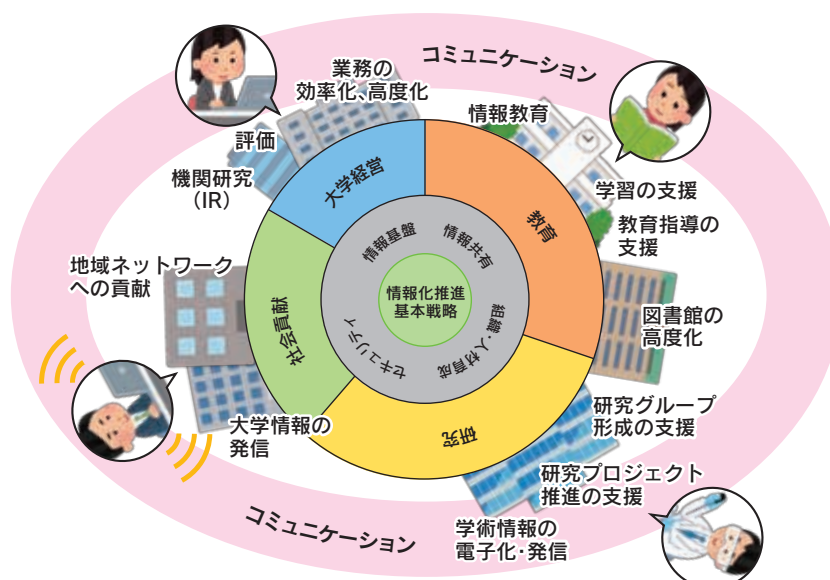 コミュニケーション
業務の
効率化、高度化
評価
機関研究
(IR)
情報教育
学習の支援
教育指導の
支援
図書館の
高度化
地域ネットワーク
への貢献
大学情報の
発信
研究グループ
形成の支援
研究プロジェクト
推進の支援
学術情報の
電子化・発信
大学経営
教育
社会貢献
研究
情報基盤
情報共有
組織・人材育成
セキュリティ
情報化推進
基本戦略
コミュニケーション